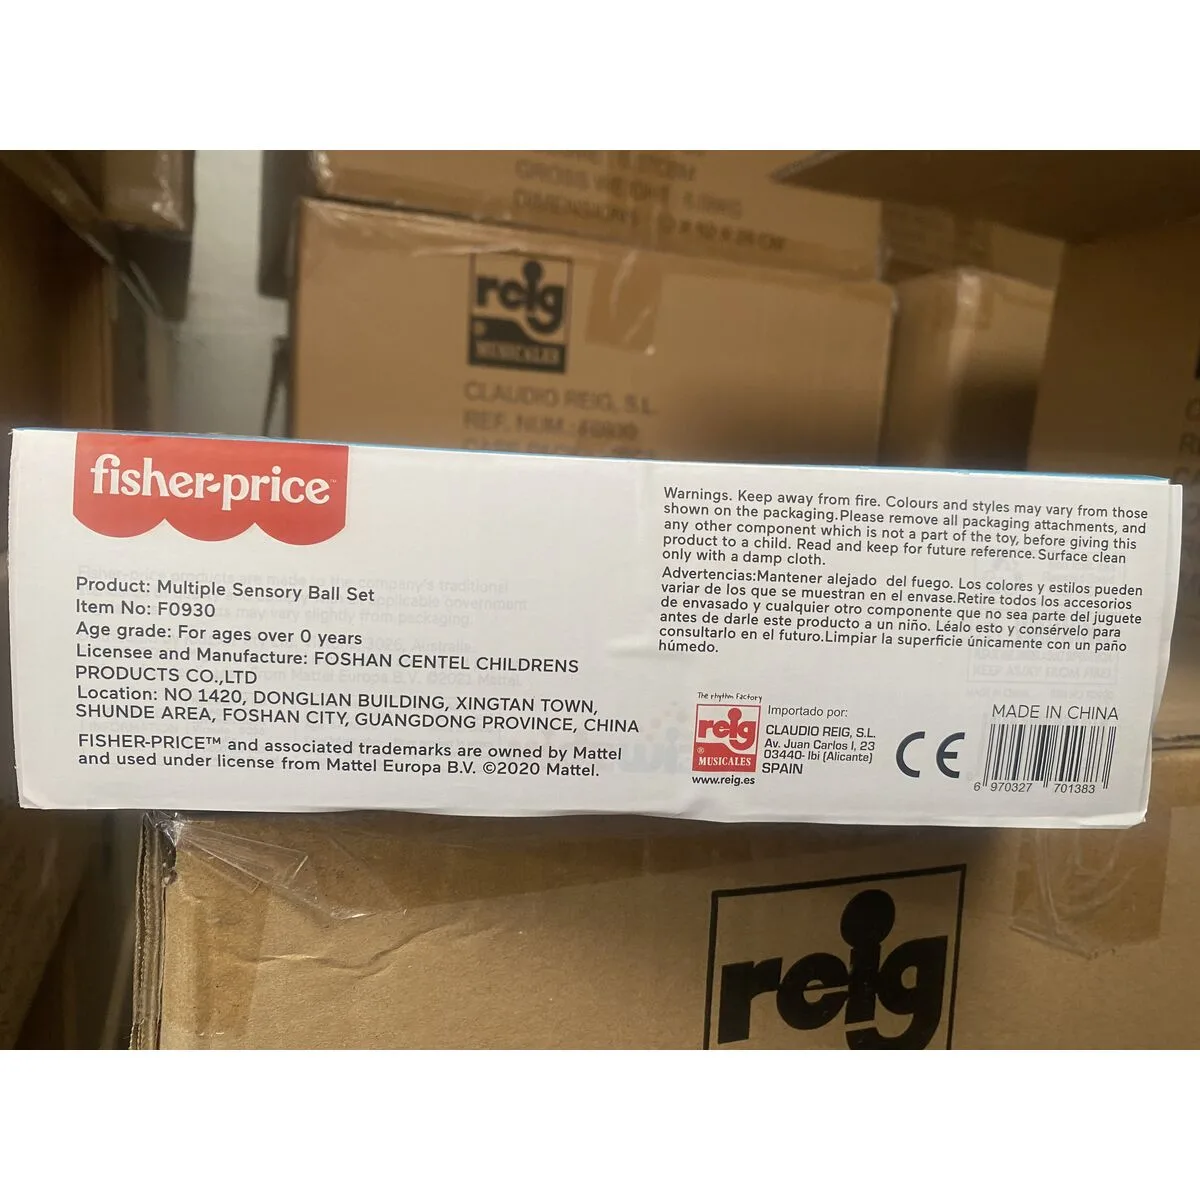 GROSS WEIGHT
DIMENSIONS
reig
MUSICALES
CLAUDIO REIG, S.L.
REF. NUM.: F0930
fisher-price
Product: Multiple Sensory Ball Set
Item No: F0930
Age grade: For ages over 0 years
Licensee and Manufacture: FOSHAN CENTEL CHILDRENS
PRODUCTS CO.,LTD
Location: NO 1420, DONGLIAN BUILDING, XINGTAN TOWN,
SHUNDE AREA, FOSHAN CITY, GUANGDONG PROVINCE, CHINA
FISHER-PRICE™ and associated trademarks are owned by Mattel
and used under license from Mattel Europa B.V. ©2020 Mattel.
Warnings. Keep away from fire. Colours and styles may vary from those
shown on the packaging.Please remove all packaging attachments, and
any other component which is not a part of the toy, before giving this
product to a child. Read and keep for future reference. Surface clean
only with a damp cloth.
Advertencias:Mantener alejado del fuego. Los colores y estilos pueden
variar de los que se muestran en el envase.Retire todos los accesorios
de envasado y cualquier otro componente que no sea parte del juguete
antes de darle este producto a un niño. Léalo esto y consérvelo para
consultarlo en el futuro.Limpiar la superficie únicamente con un paño
húmedo.
The rhythm Factory
reig
®
MUSICALES
www.reig.es
Importado por:
CLAUDIO REIG, S.L.
Av. Juan Carlos I, 23
03440- Ibi (Alicante)
SPAIN
CE
MADE IN CHINA
6 970327 701383
reig